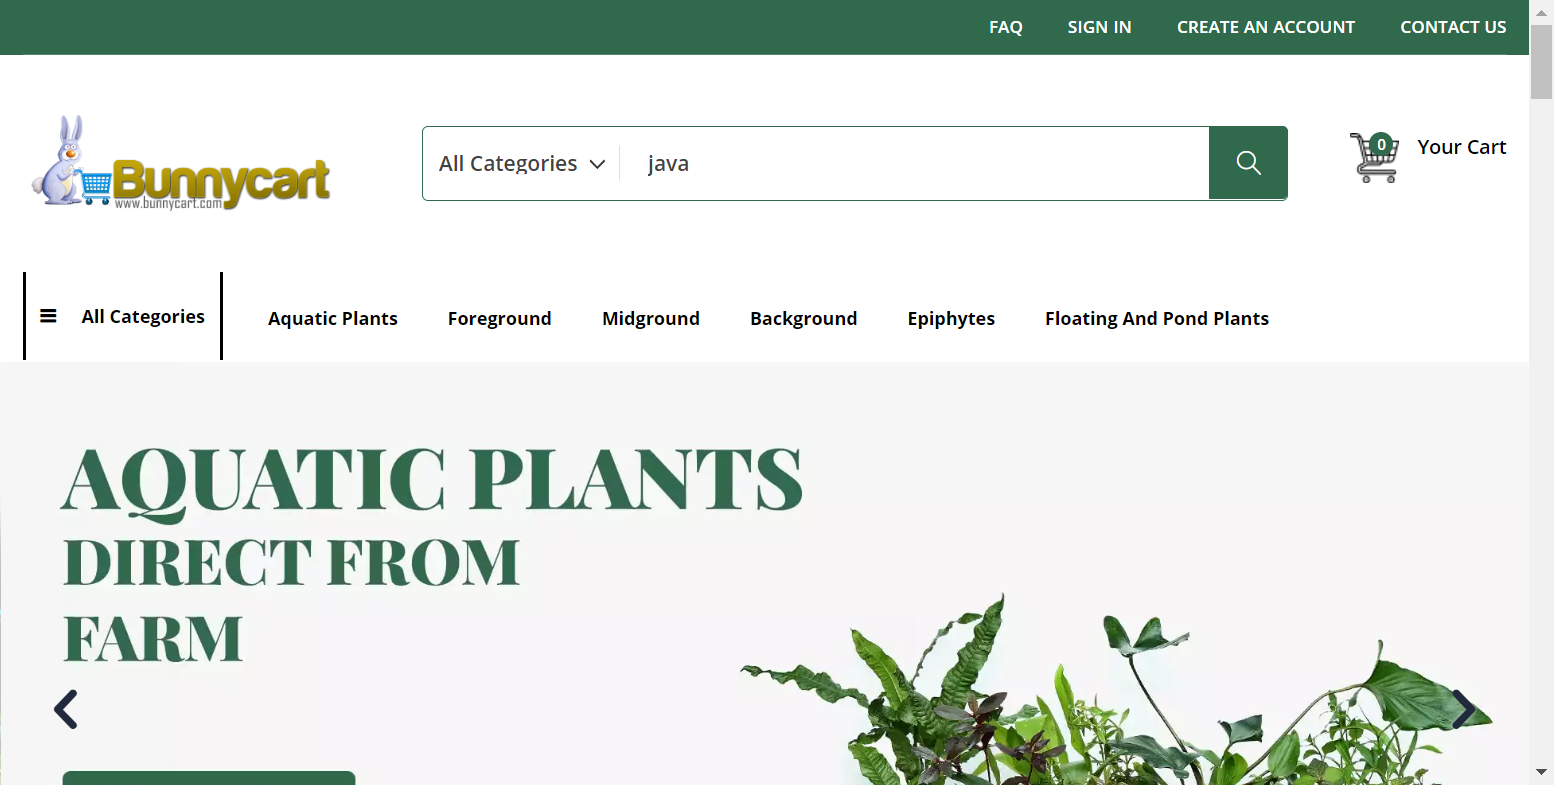 FAQ SIGN IN CREATE AN ACCOUNT CONTACT US
Bunnycart
www.bunnycart.com
All Categories java
0 Your Cart
All Categories Aquatic Plants Foreground Midground Background Epiphytes Floating And Pond Plants
AQUATIC PLANTS
DIRECT FROM
FARM